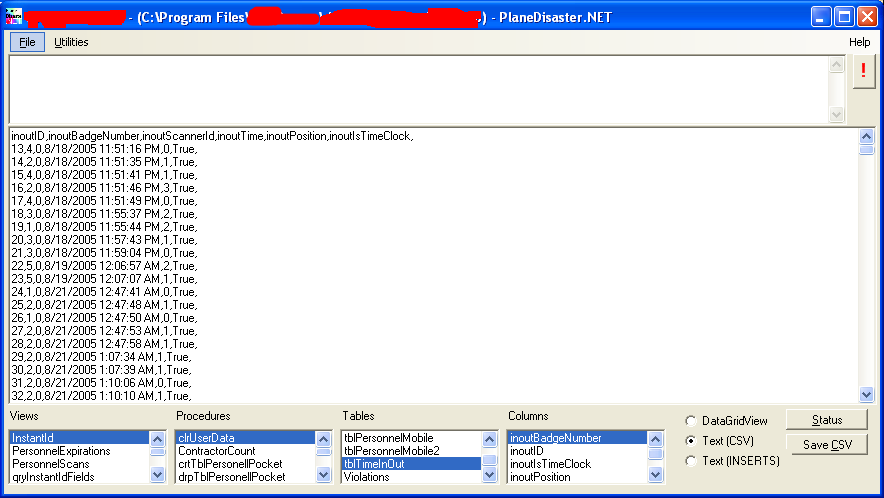 - (C:\Program Files\ ) - PlaneDisaster.NET
File Utilities Help
!
inoutID,inoutBadgeNumber,inoutScannerId,inoutTime,inoutPosition,inoutIsTimeClock,
13,4,0,8/18/2005 11:51:16 PM,0,True,
14,2,0,8/18/2005 11:51:35 PM,1,True,
15,4,0,8/18/2005 11:51:41 PM,1,True,
16,2,0,8/18/2005 11:51:46 PM,3,True,
17,4,0,8/18/2005 11:51:49 PM,0,True,
18,3,0,8/18/2005 11:55:37 PM,2,True,
19,1,0,8/18/2005 11:55:44 PM,2,True,
20,3,0,8/18/2005 11:57:43 PM,1,True,
21,3,0,8/18/2005 11:59:04 PM,0,True,
22,5,0,8/19/2005 12:06:57 AM,2,True,
23,5,0,8/19/2005 12:07:07 AM,1,True,
24,1,0,8/21/2005 12:47:41 AM,0,True,
25,2,0,8/21/2005 12:47:48 AM,1,True,
26,1,0,8/21/2005 12:47:50 AM,0,True,
27,2,0,8/21/2005 12:47:53 AM,1,True,
28,2,0,8/21/2005 12:47:58 AM,1,True,
29,2,0,8/21/2005 1:07:34 AM,1,True,
30,2,0,8/21/2005 1:07:39 AM,1,True,
31,2,0,8/21/2005 1:10:06 AM,0,True,
32,2,0,8/21/2005 1:10:10 AM,1,True,
Views
InstantId
PersonnelExpirations
PersonnelScans
qryInstantIdFields
Procedures
clrUserData
ContractorCount
crtTblPersonellPocket
drpTblPersonellPocket
Tables
tblPersonnelMobile
tblPersonnelMobile2
tblTimeInOut
Violations
Columns
inoutBadgeNumber
inoutID
inoutIsTimeClock
inoutPosition
DataGridView
Text (CSV)
Text (INSERTS)
Status
Save CSV